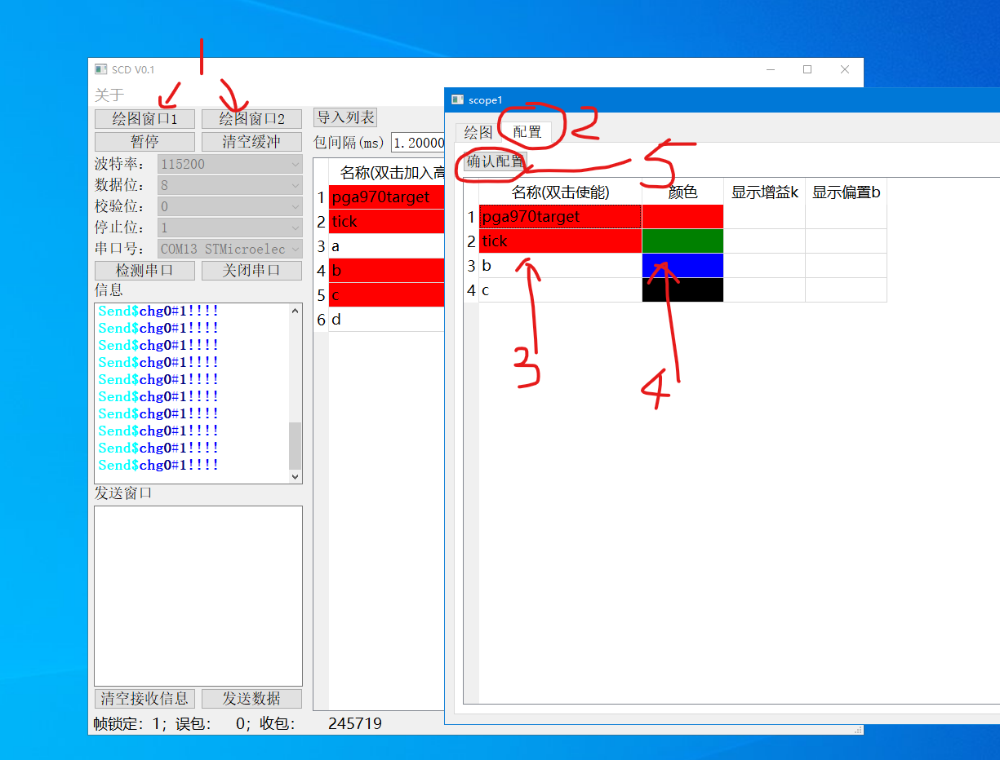 1
SCD V0.1
关于
绘图窗口1 绘图窗口2
暂停 清空缓冲
波特率: 115200
数据位: 8
校验位: 0
停止位: 1
串口号: COM13 STMicroelec
检测串口 关闭串口
信息
Send$chg0#1!!!!
Send$chg0#1!!!!
Send$chg0#1!!!!
Send$chg0#1!!!!
Send$chg0#1!!!!
Send$chg0#1!!!!
Send$chg0#1!!!!
Send$chg0#1!!!!
Send$chg0#1!!!!
Send$chg0#1!!!!
发送窗口
清空接收信息 发送数据
帧锁定: 1; 误包: 0; 收包: 245719
导入列表
包间隔(ms) 1.20000
名称(双击加入高
1 pga970target
2 tick
3 a
4 b
5 c
6 d
scope1
绘图 配置 2
确认配置 5
名称(双击使能) 颜色 显示增益k 显示偏置b
1 pga970target
2 tick
3 b
4 c
3
4